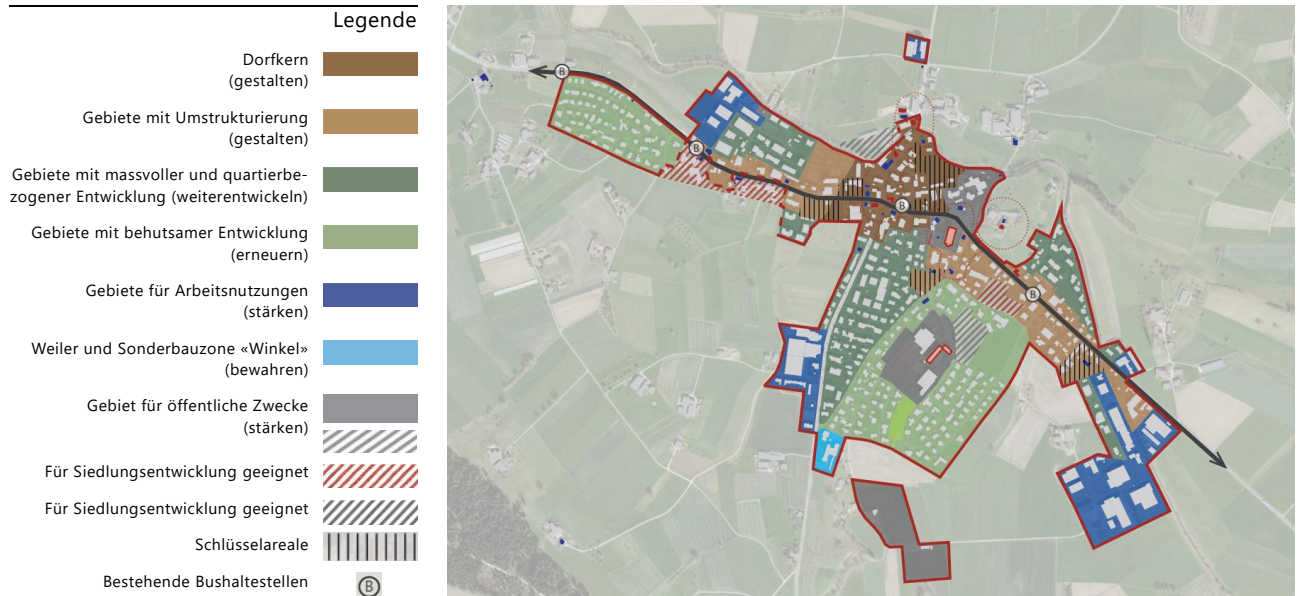 Legende
Dorfkern
(gestalten)
Gebiete mit Umstrukturierung
(gestalten)
Gebiete mit massvoller und quartierbe-
zogener Entwicklung (weiterentwickeln)
Gebiete mit behutsamer Entwicklung
(erneuern)
Gebiete für Arbeitsnutzungen
(stärken)
Weiler und Sonderbauzone «Winkel»
(bewahren)
Gebiet für öffentliche Zwecke
(stärken)
Für Siedlungsentwicklung geeignet
Für Siedlungsentwicklung geeignet
Schlüsselareale
Bestehende Bushaltestellen
B
B
B
B
B